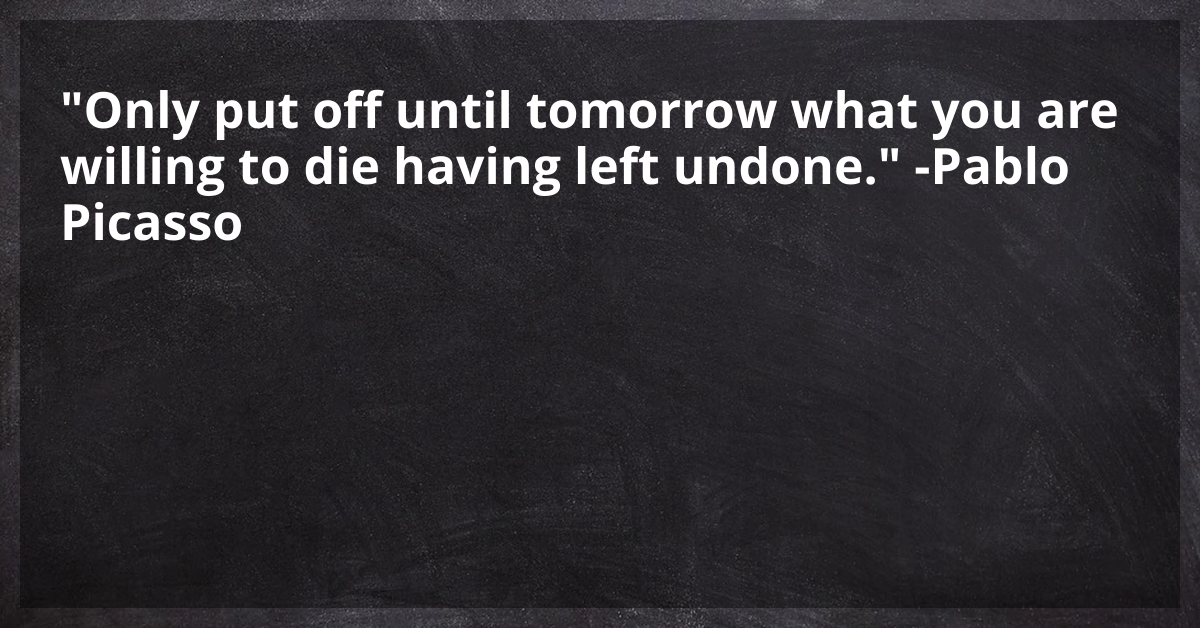 "Only put off until tomorrow what you are
willing to die having left undone." -Pablo
Picasso